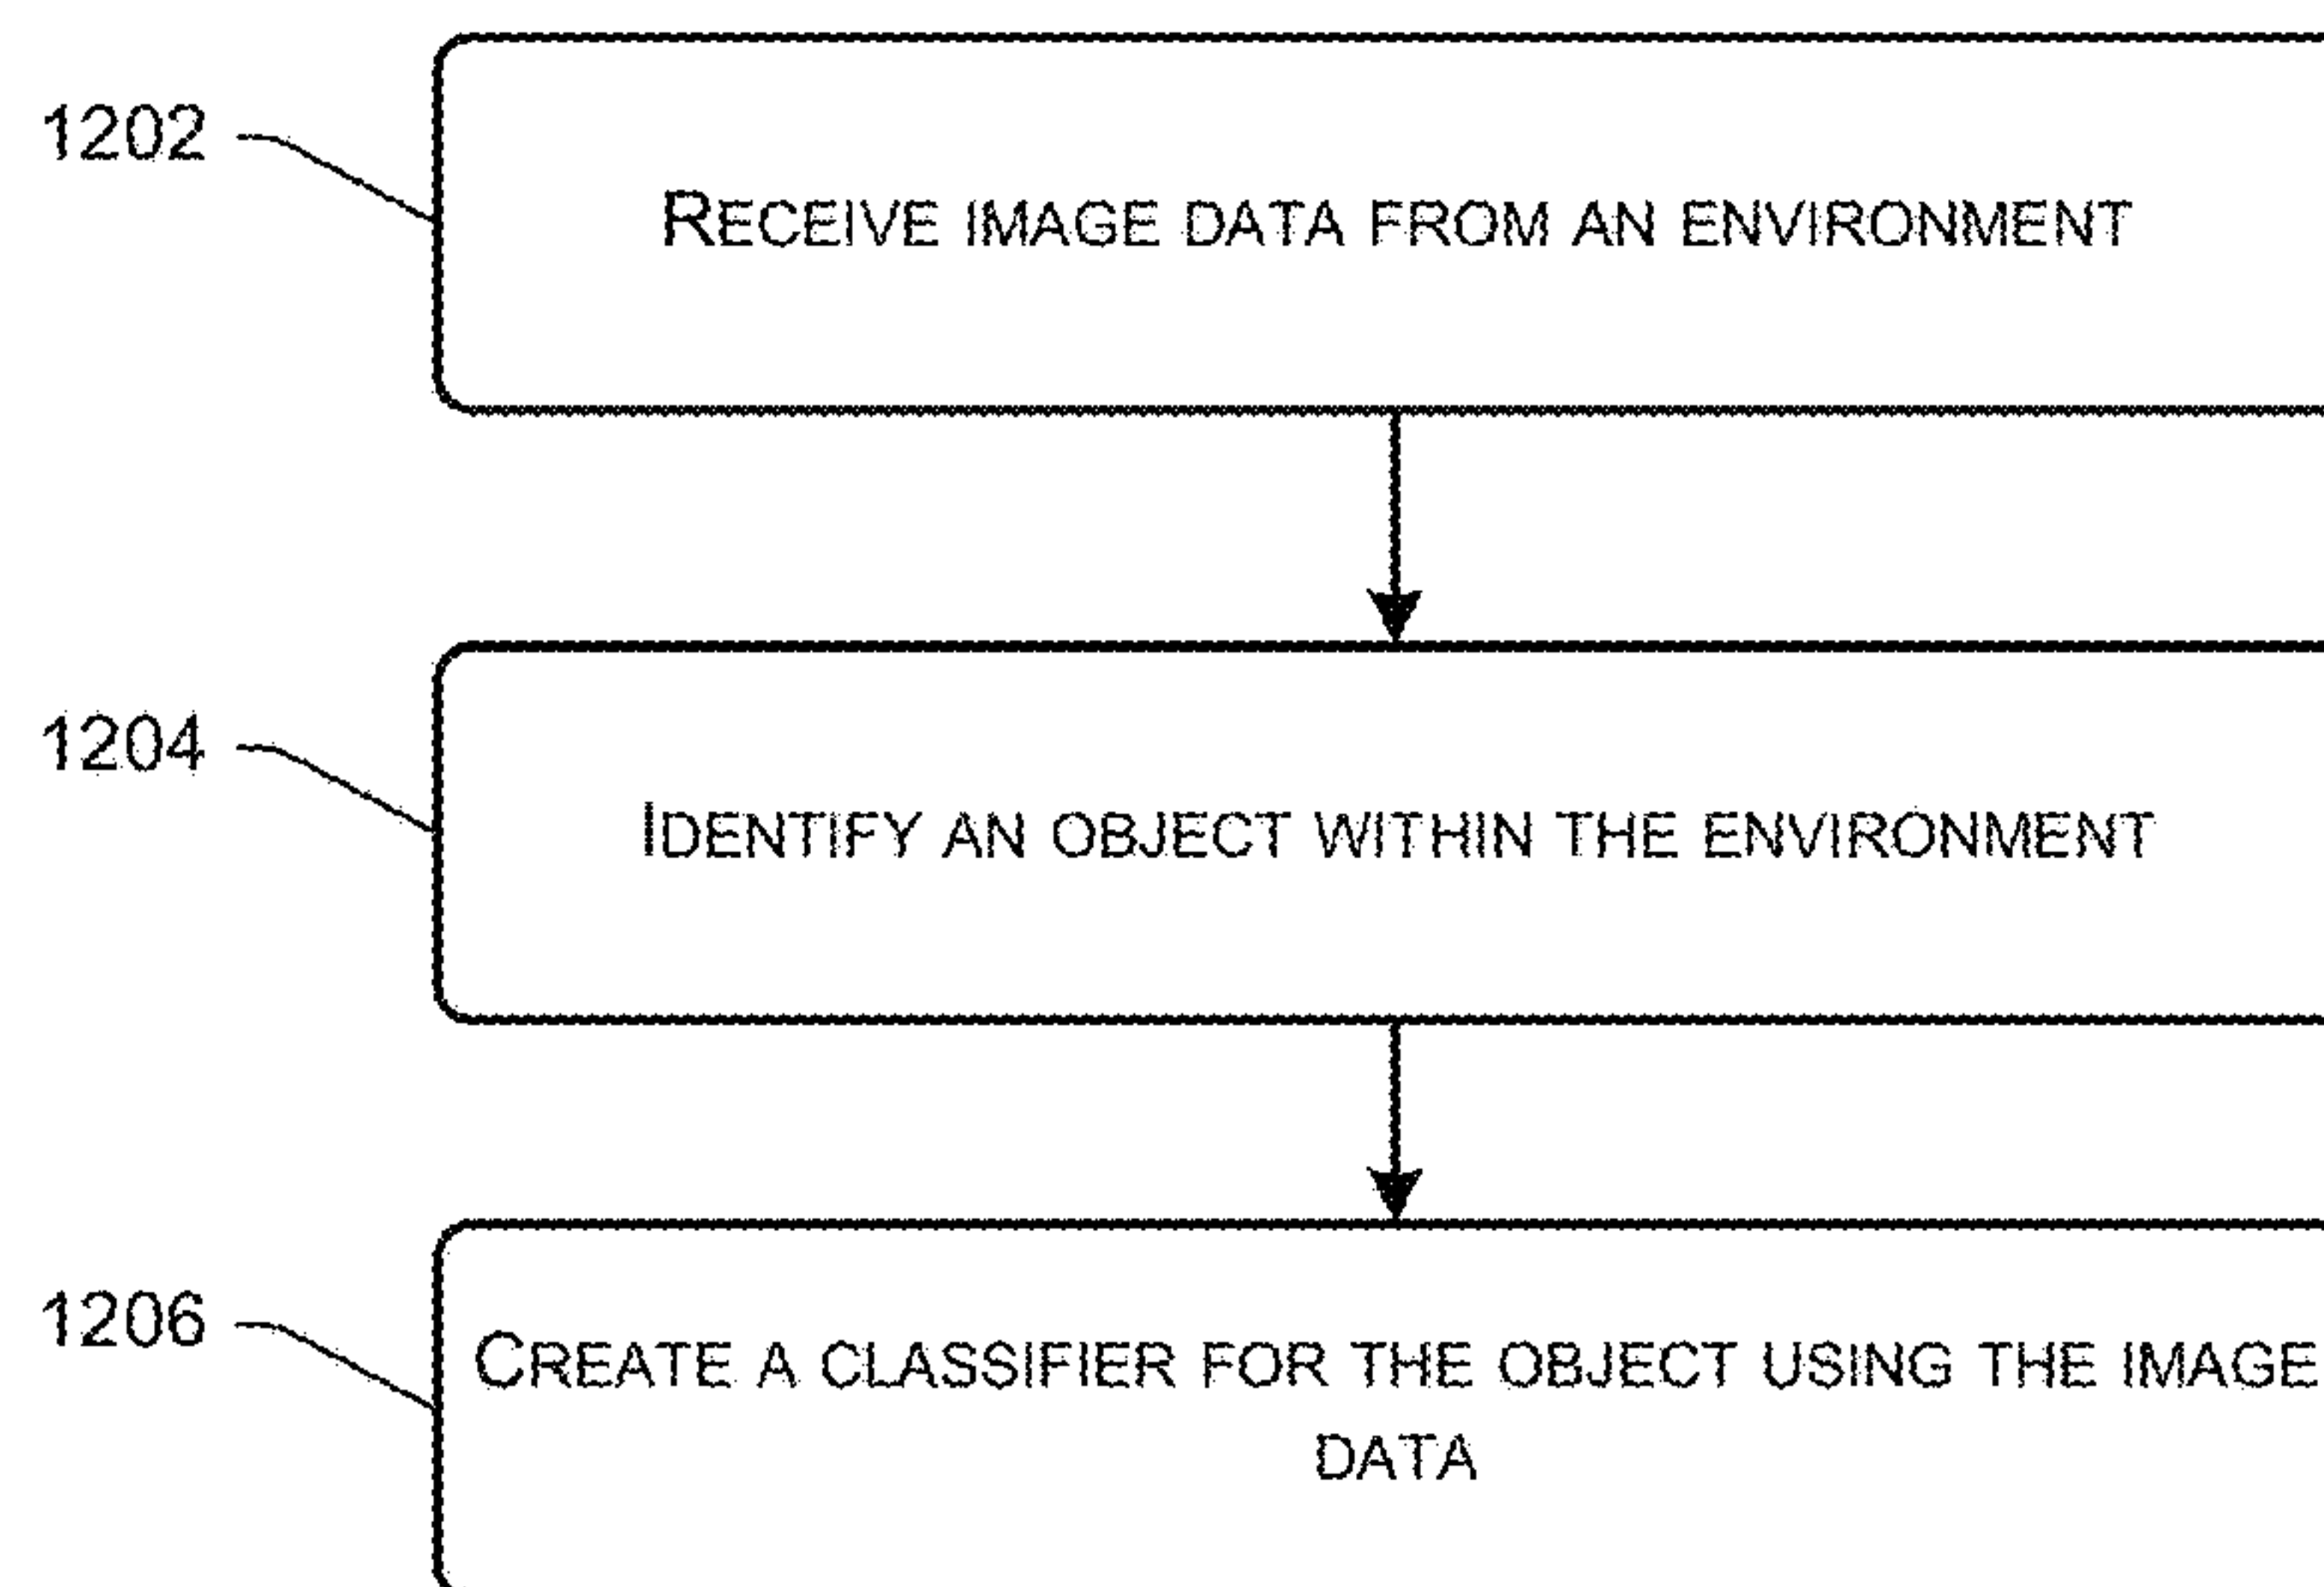 1202
RECEIVE IMAGE DATA FROM AN ENVIRONMENT
1204
IDENTIFY AN OBJECT WITHIN THE ENVIRONMENT
1206
CREATE A CLASSIFIER FOR THE OBJECT USING THE IMAGE
DATA